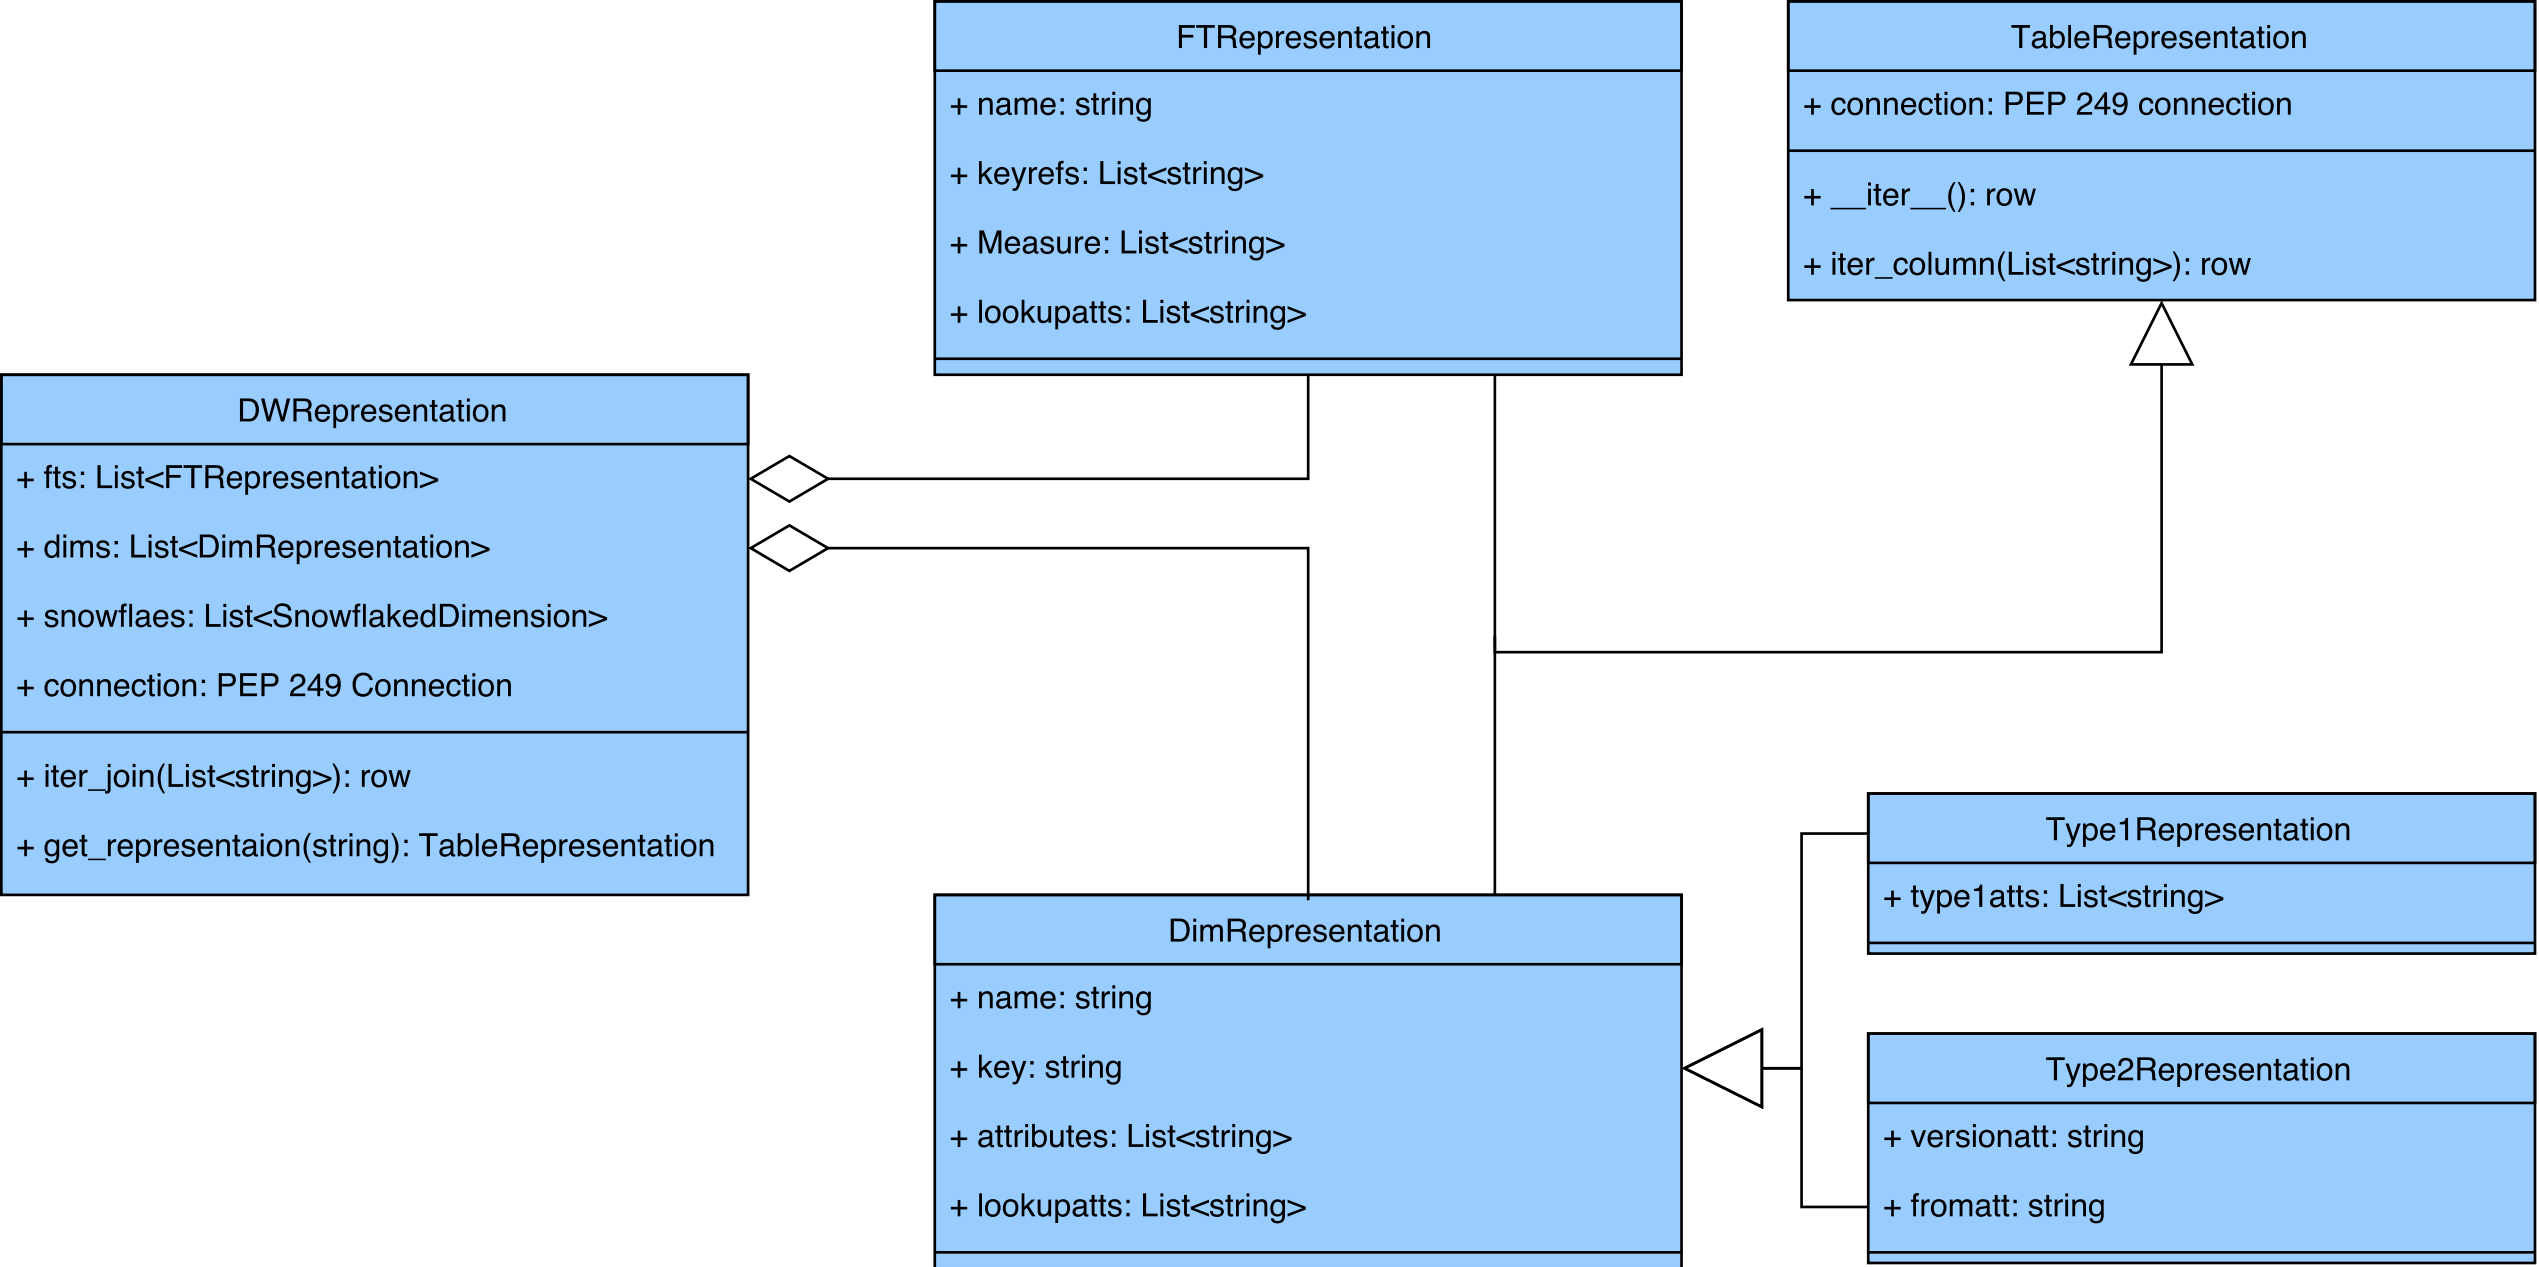 FTRepresentation
+ name: string
+ keyrefs: List<string>
+ Measure: List<string>
+ lookupatts: List<string>
TableRepresentation
+ connection: PEP 249 connection
+ __iter__(): row
+ iter_column(List<string>): row
DWRepresentation
+ fts: List<FTRepresentation>
+ dims: List<DimRepresentation>
+ snowflaes: List<SnowflakedDimension>
+ connection: PEP 249 Connection
+ iter_join(List<string>): row
+ get_representaion(string): TableRepresentation
DimRepresentation
+ name: string
+ key: string
+ attributes: List<string>
+ lookupatts: List<string>
Type1Representation
+ type1atts: List<string>
Type2Representation
+ versionatt: string
+ fromatt: string